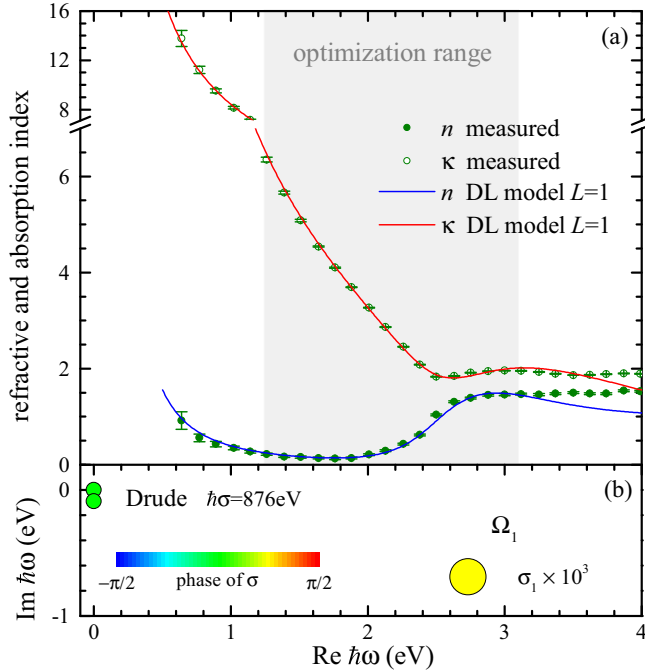 16
(a)
14
optimization range
12
10
n measured
8
κ measured
n DL model L=1
6
κ DL model L=1
4
2
0
refractive and absorption index
0
(b)
Drude ħσ=876eV
Ω₁
−π/2 phase of σ π/2
σ₁ × 10³
-1
Im ħω (eV)
0 1 2 3 4
Re ħω (eV)